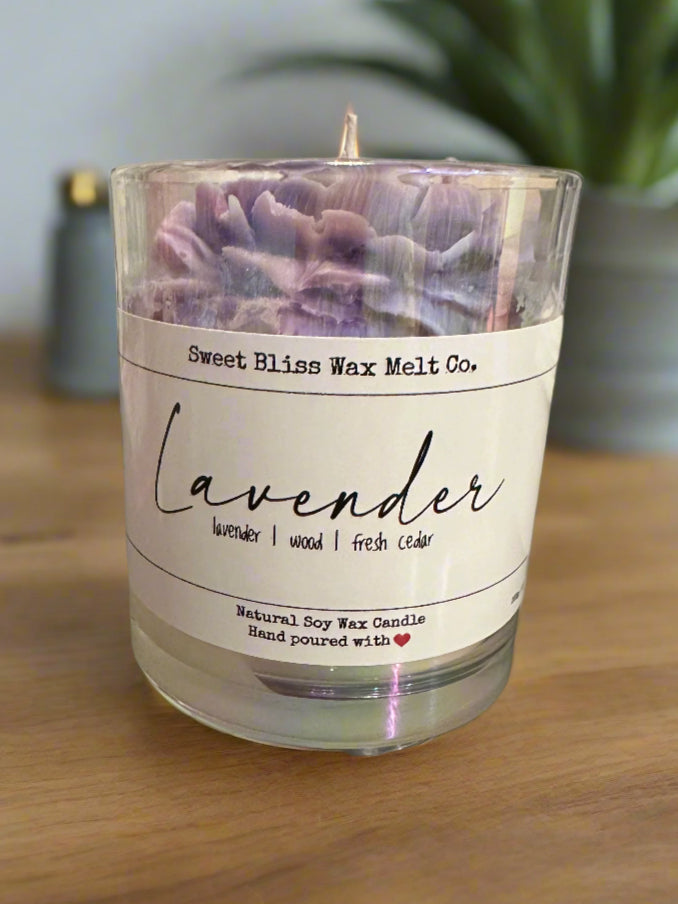 Sweet Bliss Wax Melt Co.
Lavender
lavender | wood | fresh cedar
Natural Soy Wax Candle
Hand poured with❤